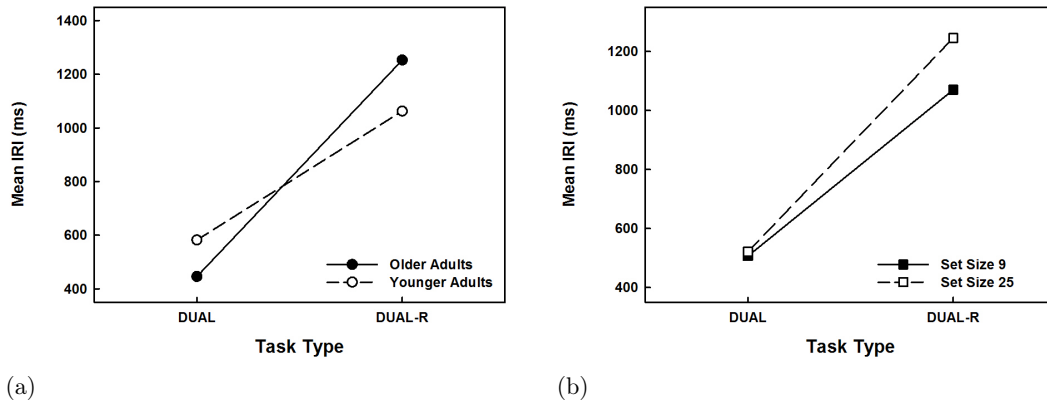 1400
1200
1000
800
600
400
Mean IRI (ms)
Older Adults
Younger Adults
DUAL
DUAL-R
Task Type
(a)
1200
1000
800
600
400
Mean IRI (ms)
Set Size 9
Set Size 25
DUAL
DUAL-R
Task Type
(b)